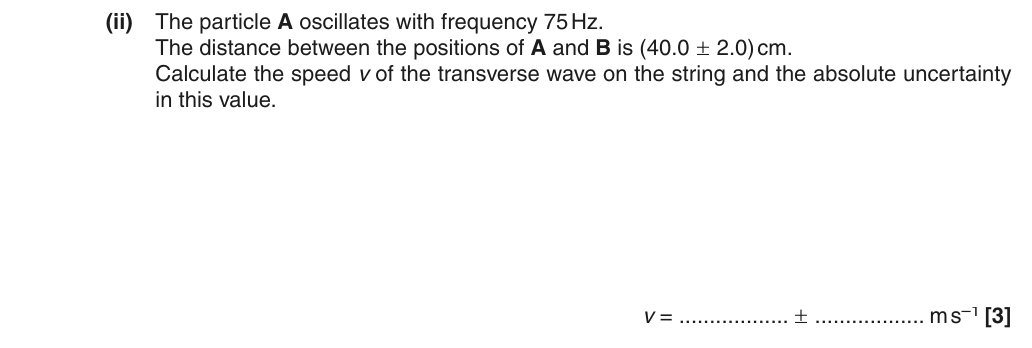 (ii) The particle A oscillates with frequency 75 Hz.
The distance between the positions of A and B is (40.0 ± 2.0) cm.
Calculate the speed v of the transverse wave on the string and the absolute uncertainty
in this value.
v = .................. ± .................. m s⁻¹ [3]